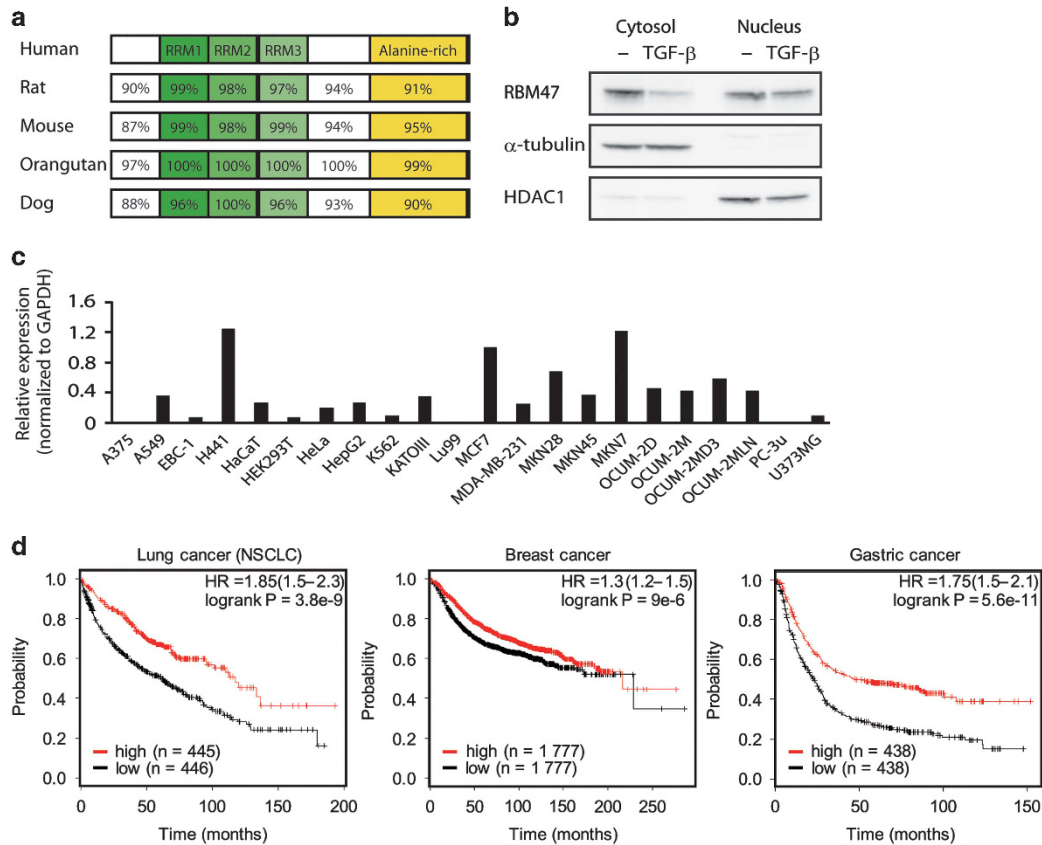 a
Human RRM1 RRM2 RRM3 Alanine-rich
Rat 90% 99% 98% 97% 94% 91%
Mouse 87% 99% 98% 99% 94% 95%
Orangutan 97% 100% 100% 100% 100% 99%
Dog 88% 96% 100% 96% 93% 90%
b
Cytosol Nucleus
– TGF-β – TGF-β
RBM47
α-tubulin
HDAC1
c
Relative expression
(normalized to GAPDH)
1.6
1.2
0.8
0.4
0
A375 A549 EBC-1 H441 HaCaT HEK293T HeLa HepG2 K562 KATOIII Lu99 MCF7 MDA-MB-231 MKN28 MKN45 MKN7 OCUM-2D OCUM-2M OCUM-2MD3 OCUM-2MLN PC-3u U373MG
d
Lung cancer (NSCLC)
HR =1.85(1.5–2.3)
logrank P = 3.8e-9
Probability
1.0
0.8
0.6
0.4
0.2
0.0
high (n = 445)
low (n = 446)
0 50 100 150 200
Time (months)
Breast cancer
HR =1.3(1.2–1.5)
logrank P = 9e-6
Probability
1.0
0.8
0.6
0.4
0.2
0.0
high (n = 1 777)
low (n = 1 777)
0 50 100 150 200 250
Time (months)
Gastric cancer
HR =1.75(1.5–2.1)
logrank P = 5.6e-11
Probability
1.0
0.8
0.6
0.4
0.2
0.0
high (n = 438)
low (n = 438)
0 50 100 150
Time (months)